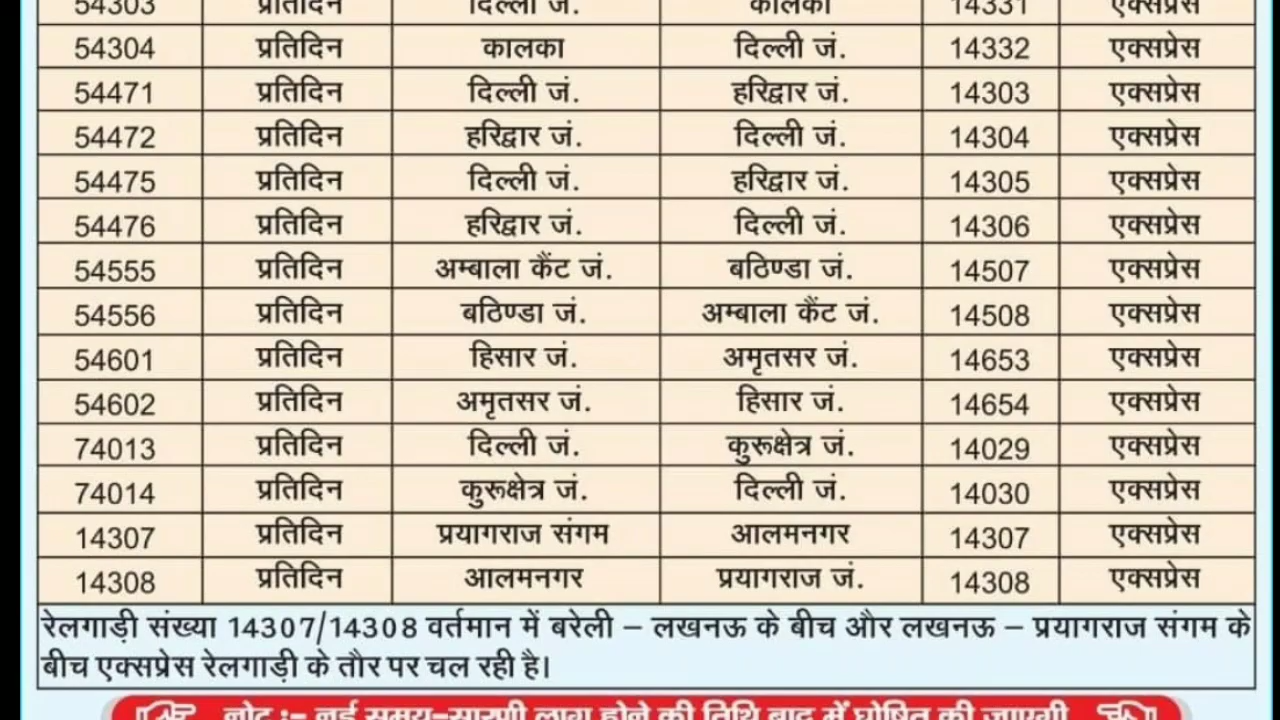 54303 प्रतिदिन दिल्ली जं. कालका 14331 एक्सप्रेस
54304 प्रतिदिन कालका दिल्ली जं. 14332 एक्सप्रेस
54471 प्रतिदिन दिल्ली जं. हरिद्वार जं. 14303 एक्सप्रेस
54472 प्रतिदिन हरिद्वार जं. दिल्ली जं. 14304 एक्सप्रेस
54475 प्रतिदिन दिल्ली जं. हरिद्वार जं. 14305 एक्सप्रेस
54476 प्रतिदिन हरिद्वार जं. दिल्ली जं. 14306 एक्सप्रेस
54555 प्रतिदिन अम्बाला कैंट जं. बठिण्डा जं. 14507 एक्सप्रेस
54556 प्रतिदिन बठिण्डा जं. अम्बाला कैंट जं. 14508 एक्सप्रेस
54601 प्रतिदिन हिसार जं. अमृतसर जं. 14653 एक्सप्रेस
54602 प्रतिदिन अमृतसर जं. हिसार जं. 14654 एक्सप्रेस
74013 प्रतिदिन दिल्ली जं. कुरूक्षेत्र जं. 14029 एक्सप्रेस
74014 प्रतिदिन कुरूक्षेत्र जं. दिल्ली जं. 14030 एक्सप्रेस
14307 प्रतिदिन प्रयागराज संगम आलमनगर 14307 एक्सप्रेस
14308 प्रतिदिन आलमनगर प्रयागराज जं. 14308 एक्सप्रेस
रेलगाड़ी संख्या 14307/14308 वर्तमान में बरेली – लखनऊ के बीच और लखनऊ – प्रयागराज संगम के
बीच एक्सप्रेस रेलगाड़ी के तौर पर चल रही है।
नोट :– नई समय–सारणी लागू होने की तिथि बाद में घोषित की जाएगी